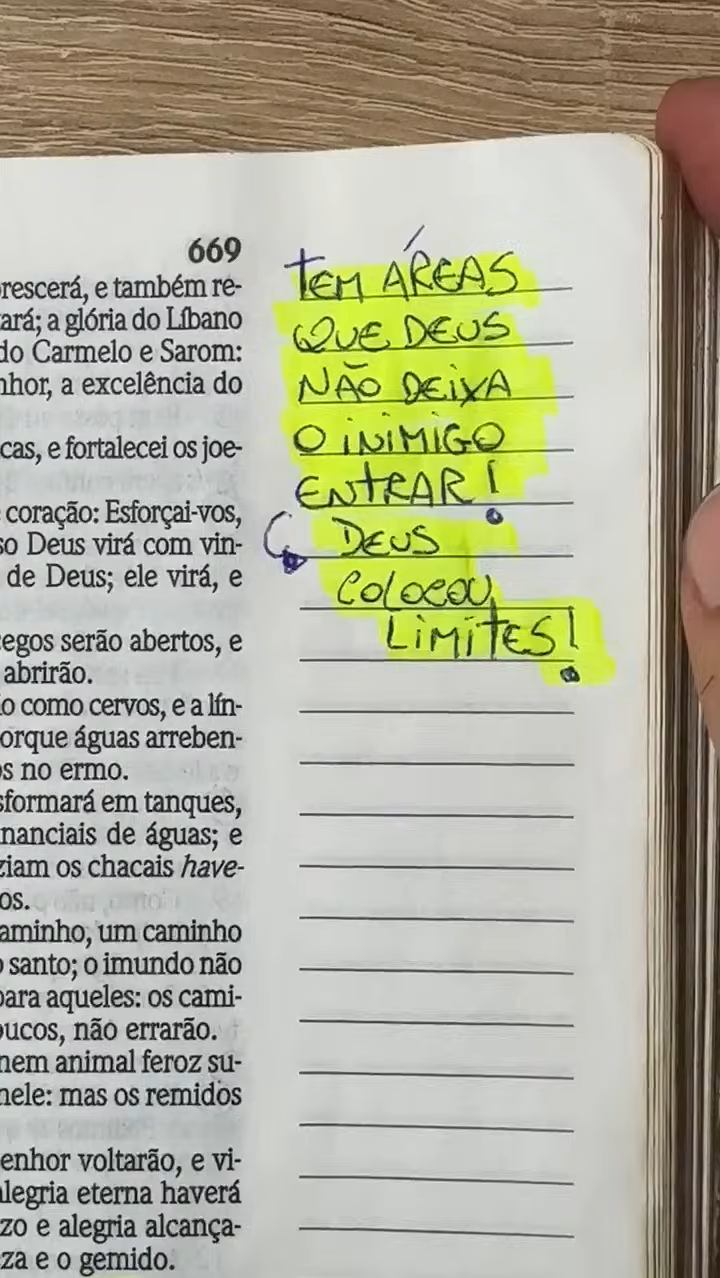 669
rescerá, e também re-
ará; a glória do Líbano
do Carmelo e Sarom:
nhor, a excelência do
cas, e fortalecei os joe-
coração: Esforçai-vos,
so Deus virá com vin-
de Deus; ele virá, e
egos serão abertos, e
abrirão.
o como cervos, e a lín-
orque águas arreben-
s no ermo.
sformará em tanques,
nanciais de águas; e
ziam os chacais have-
os.
aminho, um caminho
santo; o imundo não
para aqueles: os cami-
oucos, não errarão.
nem animal feroz su-
nele: mas os remidos
enhor voltarão, e vi-
alegria eterna haverá
zo e alegria alcança-
za e o gemido.
TEM ÁREAS
QUE DEUS
NÃO DEIXA
O INIMIGO
ENTRAR!
DEUS
COLOCOU
LIMITES!